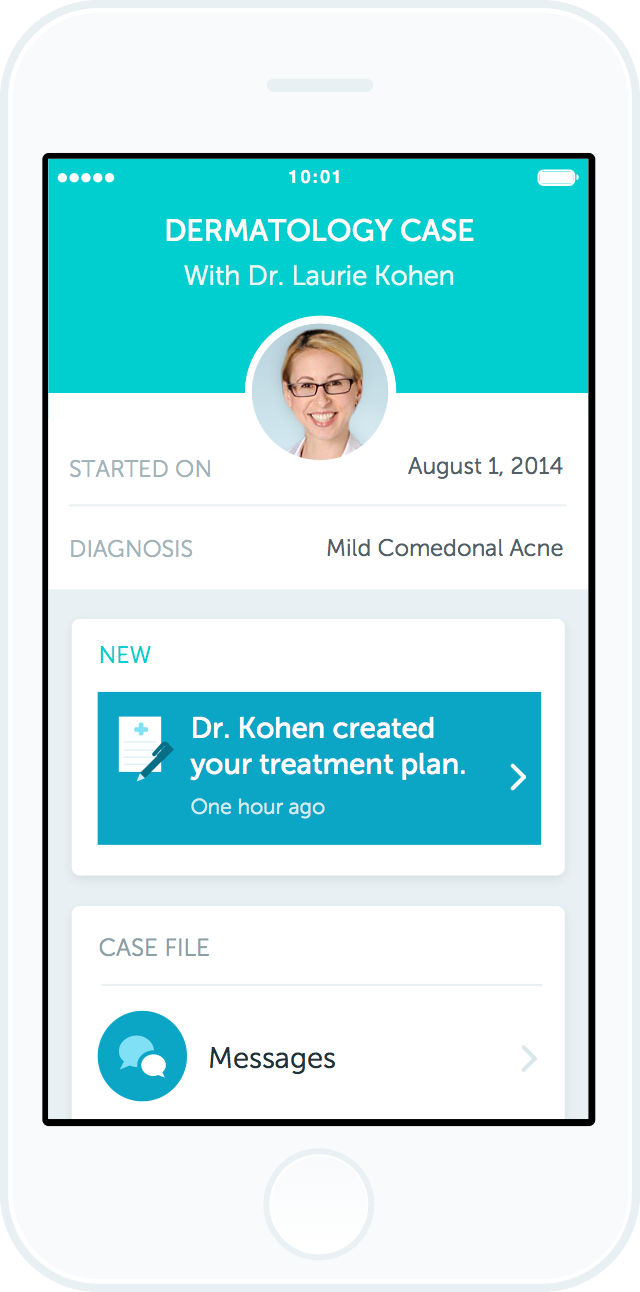 10:01
DERMATOLOGY CASE
With Dr. Laurie Kohen
STARTED ON August 1, 2014
DIAGNOSIS Mild Comedonal Acne
NEW
Dr. Kohen created
your treatment plan.
One hour ago
CASE FILE
Messages